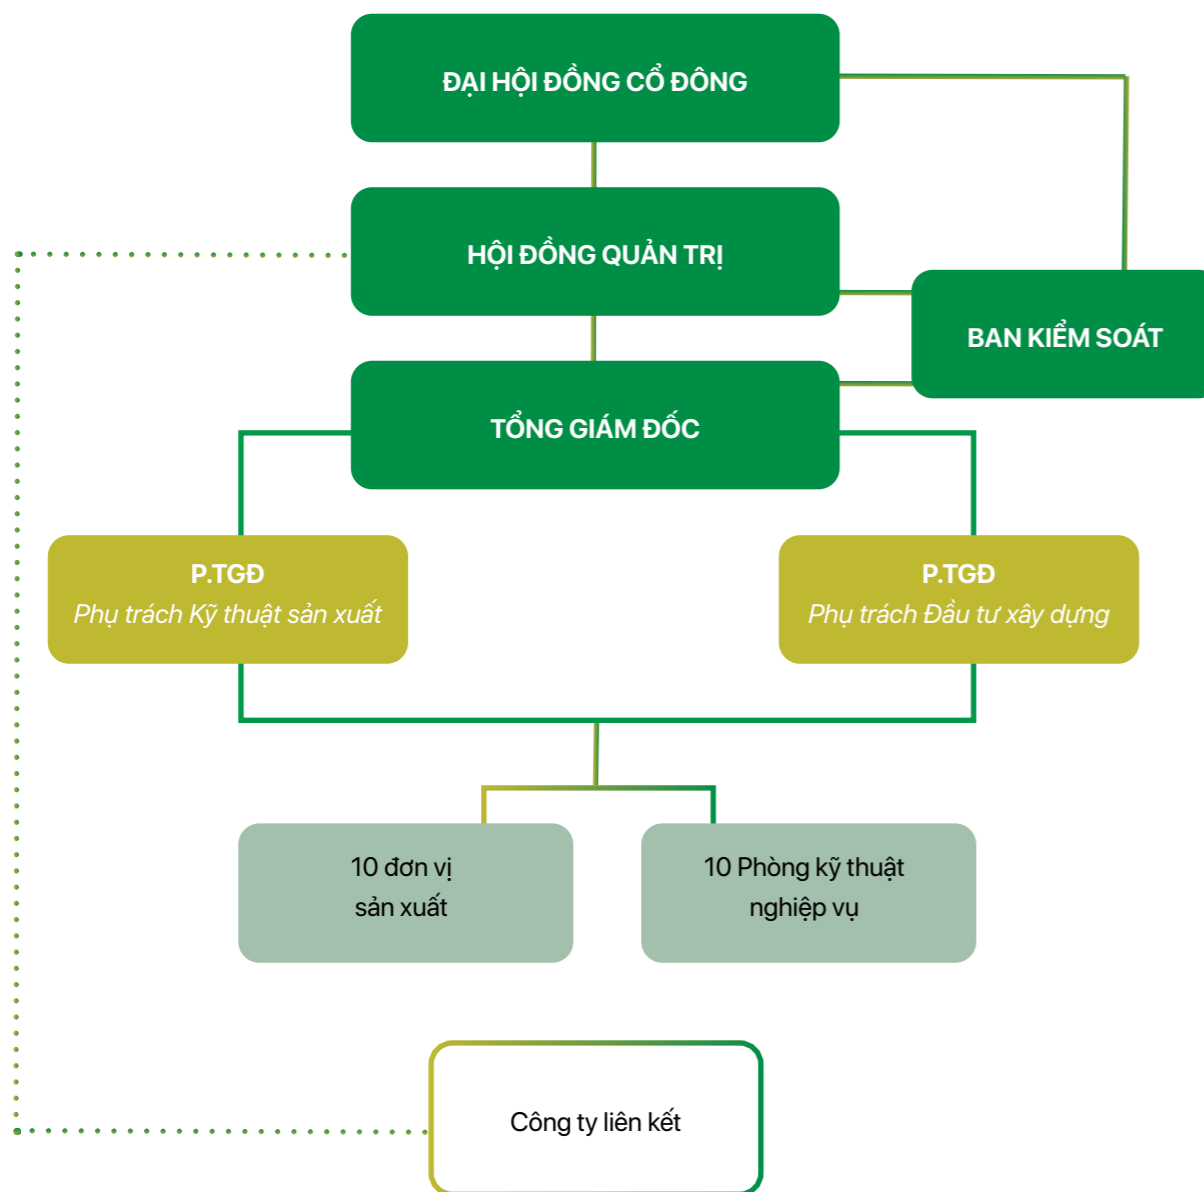 ĐẠI HỘI ĐỒNG CỔ ĐÔNG
HỘI ĐỒNG QUẢN TRỊ
BAN KIỂM SOÁT
TỔNG GIÁM ĐỐC
P.TGĐ
Phụ trách Kỹ thuật sản xuất
P.TGĐ
Phụ trách Đầu tư xây dựng
10 đơn vị
sản xuất
10 Phòng kỹ thuật
nghiệp vụ
Công ty liên kết